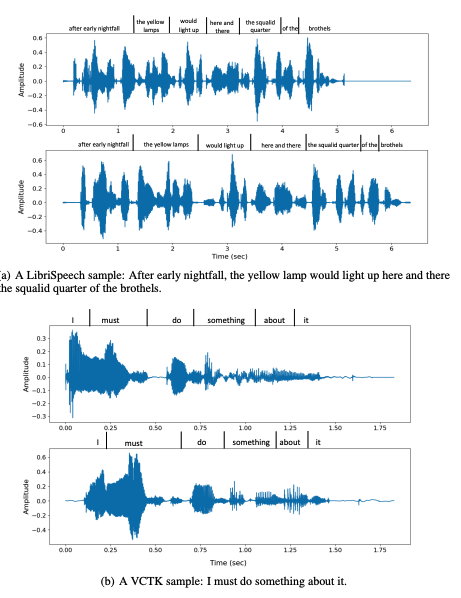 after early nightfall the yellow lamps would light up here and there the squalid quarter of the brothels
0.6
0.4
0.2
0.0
−0.2
−0.4
−0.6
Amplitude
0 1 2 3 4 5 6
after early nightfall the yellow lamps would light up here and there the squalid quarter of the brothels
0.6
0.4
0.2
0.0
−0.2
−0.4
Amplitude
0 1 2 3 4 5 6
Time (sec)
(a) A LibriSpeech sample: After early nightfall, the yellow lamp would light up here and there
the squalid quarter of the brothels.
I must do something about it
0.3
0.2
0.1
0.0
−0.1
−0.2
−0.3
Amplitude
0.00 0.25 0.50 0.75 1.00 1.25 1.50 1.75
I must do something about it
0.6
0.4
0.2
0.0
−0.2
−0.4
Amplitude
0.00 0.25 0.50 0.75 1.00 1.25 1.50 1.75
Time (sec)
(b) A VCTK sample: I must do something about it.